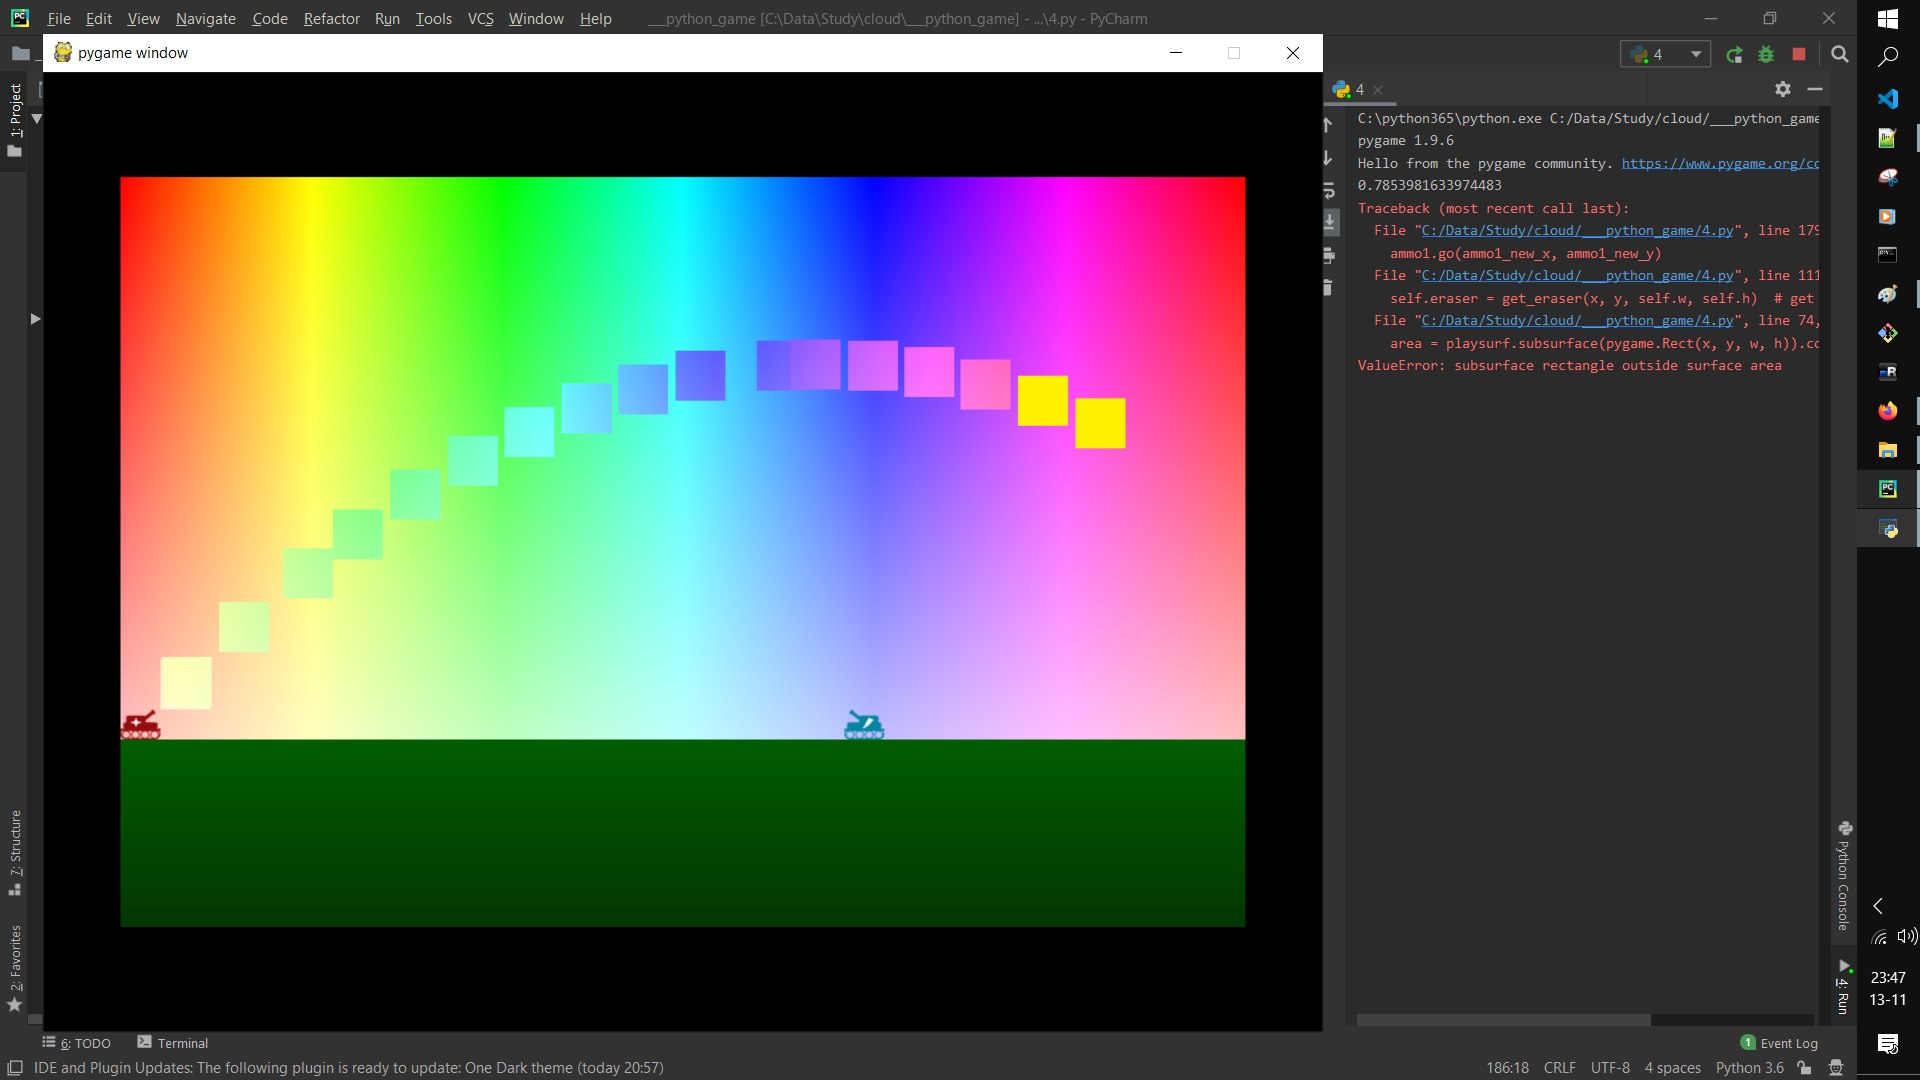 PC File Edit View Navigate Code Refactor Run Tools VCS Window Help ___python_game [C:\Data\Study\cloud\___python_game] - ...\4.py - PyCharm
pygame window
4
1: Project
4
C:\python365\python.exe C:/Data/Study/cloud/___python_game
pygame 1.9.6
Hello from the pygame community. https://www.pygame.org/co
0.7853981633974483
Traceback (most recent call last):
File "C:/Data/Study/cloud/___python_game/4.py", line 179
ammo1.go(ammo1_new_x, ammo1_new_y)
File "C:/Data/Study/cloud/___python_game/4.py", line 111
self.eraser = get_eraser(x, y, self.w, self.h)  # get
File "C:/Data/Study/cloud/___python_game/4.py", line 74,
area = playsurf.subsurface(pygame.Rect(x, y, w, h)).co
ValueError: subsurface rectangle outside surface area
PC
7: Structure
2: Favorites
Python Console
4: Run
23:47
13-11
6: TODO Terminal
1 Event Log
IDE and Plugin Updates: The following plugin is ready to update: One Dark theme (today 20:57)
186:18 CRLF UTF-8 4 spaces Python 3.6